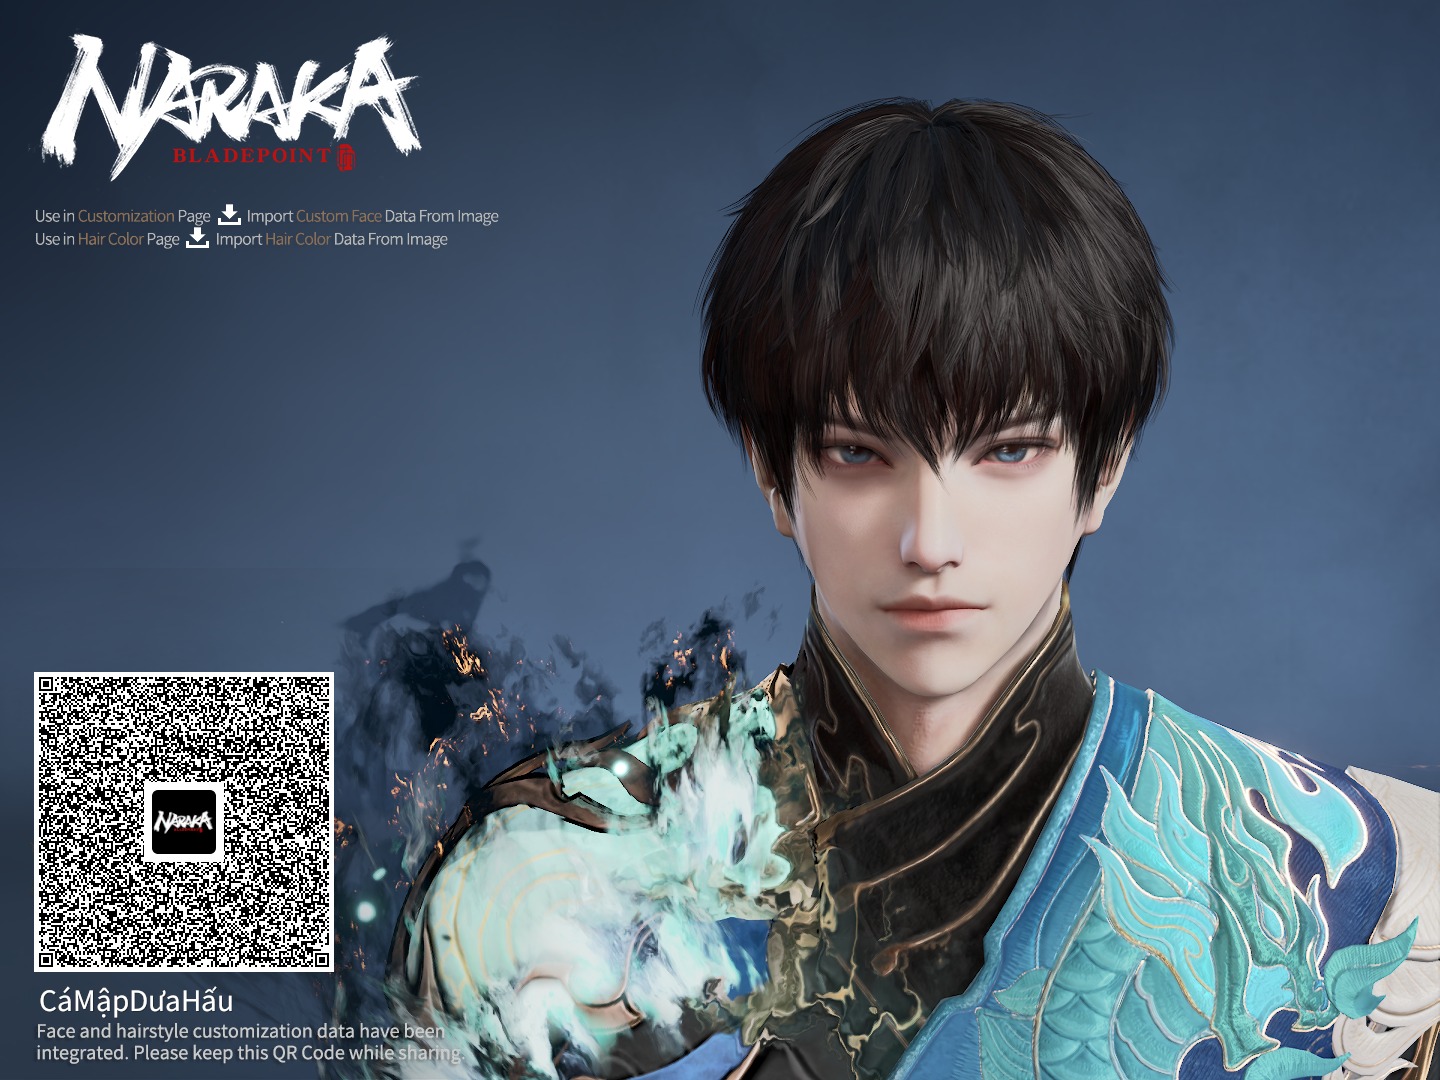 NARAKA
BLADEPOINT
Use in Customization Page Import Custom Face Data From Image
Use in Hair Color Page Import Hair Color Data From Image
NARAKA
CáMậpDưaHấu
Face and hairstyle customization data have been
integrated. Please keep this QR Code while sharing.